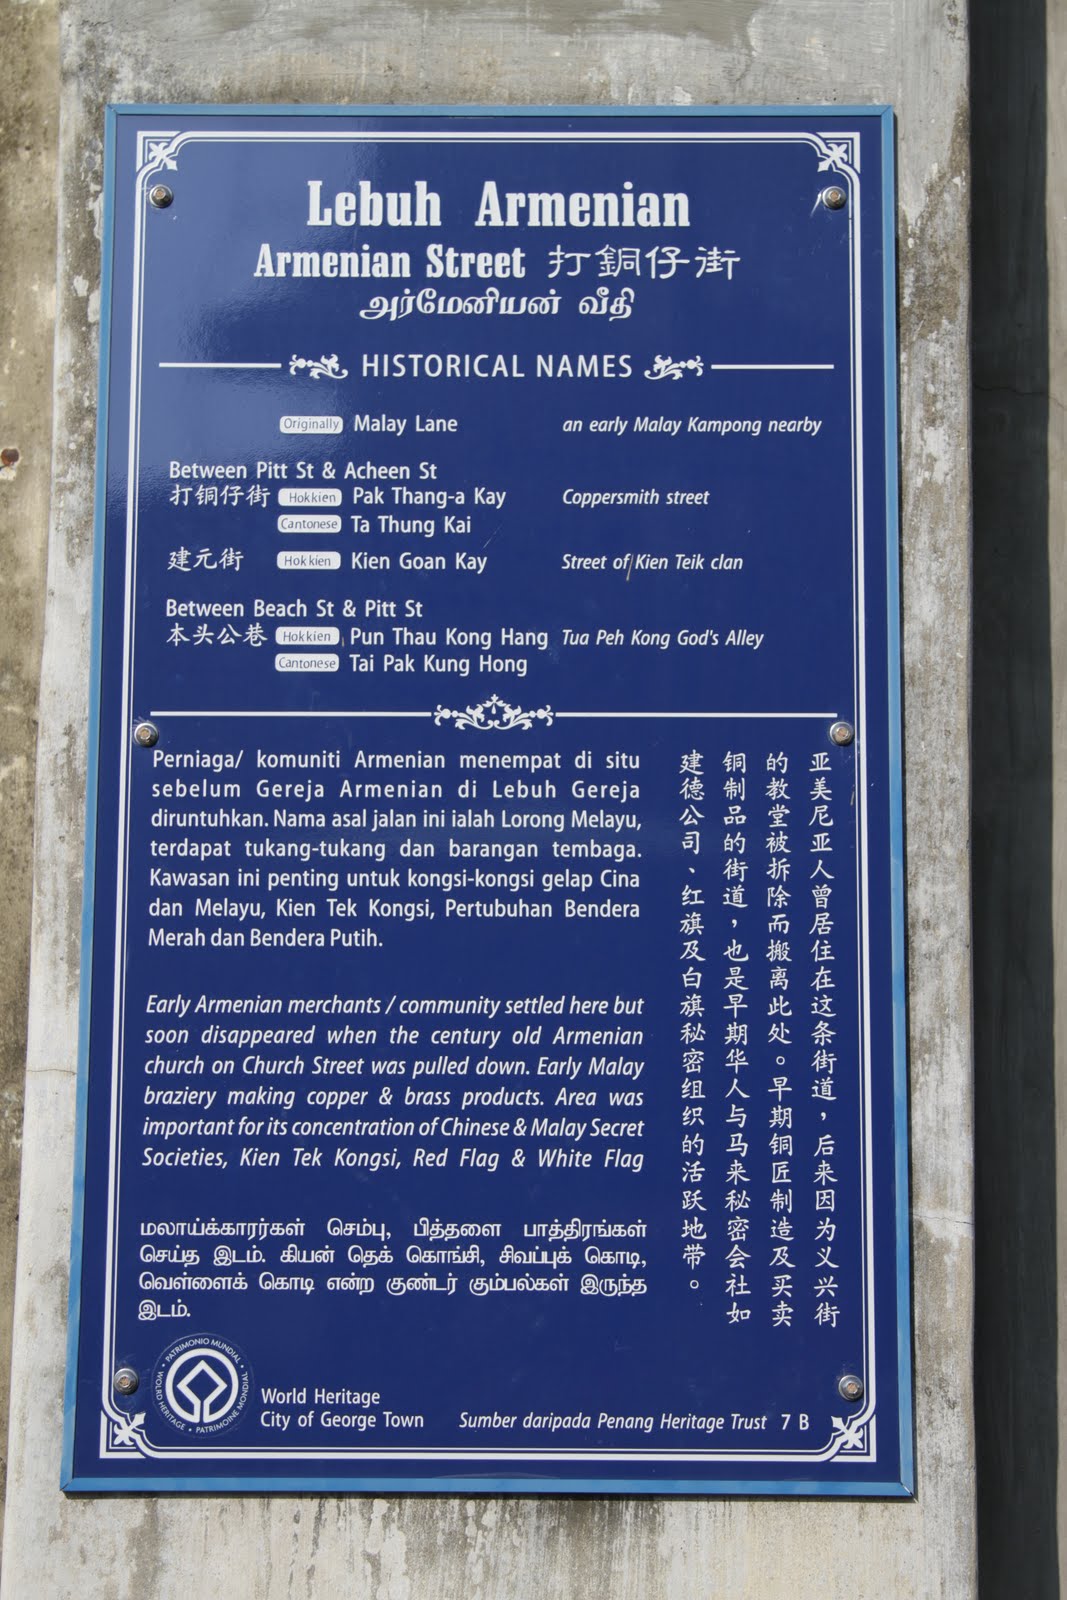 Lebuh Armenian
Armenian Street 打銅仔街
அர்மேனியன் வீதி
HISTORICAL NAMES
Originally Malay Lane an early Malay Kampong nearby
Between Pitt St & Acheen St
打铜仔街 Hokkien Pak Thang-a Kay Coppersmith street
Cantonese Ta Thung Kai
建元街 Hokkien Kien Goan Kay Street of Kien Teik clan
Between Beach St & Pitt St
本头公巷 Hokkien Pun Thau Kong Hang Tua Peh Kong God's Alley
Cantonese Tai Pak Kung Hong
Perniaga/ komuniti Armenian menempat di situ
sebelum Gereja Armenian di Lebuh Gereja
diruntuhkan. Nama asal jalan ini ialah Lorong Melayu,
terdapat tukang-tukang dan barangan tembaga.
Kawasan ini penting untuk kongsi-kongsi gelap Cina
dan Melayu, Kien Tek Kongsi, Pertubuhan Bendera
Merah dan Bendera Putih.
Early Armenian merchants / community settled here but
soon disappeared when the century old Armenian
church on Church Street was pulled down. Early Malay
braziery making copper & brass products. Area was
important for its concentration of Chinese & Malay Secret
Societies, Kien Tek Kongsi, Red Flag & White Flag
மலாய்க்காரர்கள் செம்பு, பித்தளை பாத்திரங்கள்
செய்த இடம். கியன் தெக் கொங்சி, சிவப்புக் கொடி,
வெள்ளைக் கொடி என்ற குண்டர் கும்பல்கள் இருந்த
இடம்.
亚美尼亚人曾居住在这条街道，后来因为义兴街
的教堂被拆除而搬离此处。早期铜匠制造及买卖
铜制品的街道，也是早期华人与马来秘密会社如
建德公司、红旗及白旗秘密组织的活跃地带。
PATRIMONIO MUNDIAL • WOLRD HERITAGE • PATRIMOINE MONDIAL
World Heritage
City of George Town
Sumber daripada Penang Heritage Trust 7 B